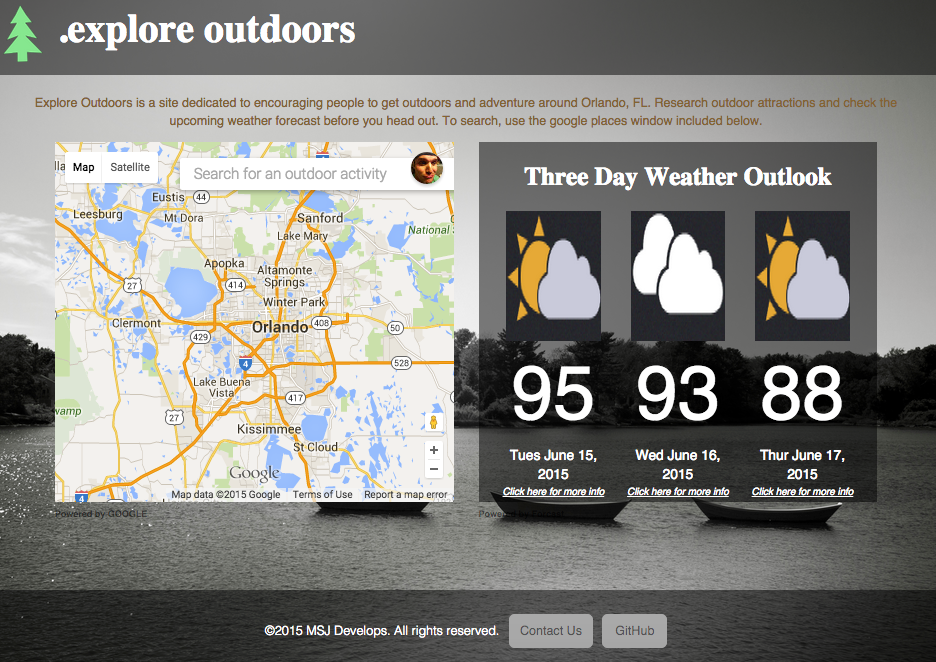 .explore outdoors
Explore Outdoors is a site dedicated to encouraging people to get outdoors and adventure around Orlando, FL. Research outdoor attractions and check the
upcoming weather forecast before you head out. To search, use the google places window included below.
Map
Satellite
Search for an outdoor activity
Eustis
44
Leesburg
Mt Dora
Sanford
Lake Mary
National
Apopka
27
414
Altamonte
Springs
Winter Park
Clermont
Orlando
408
50
429
4
528
Lake Buena
Vista
417
27
Kissimmee
St Cloud
Google
4
Map data ©2015 Google
Terms of Use
Report a map error
Powered by GOOGLE
Three Day Weather Outlook
95
93
88
Tues June 15,
2015
Click here for more info
Wed June 16,
2015
Click here for more info
Thur June 17,
2015
Click here for more info
Powered by
©2015 MSJ Develops. All rights reserved.
Contact Us
GitHub